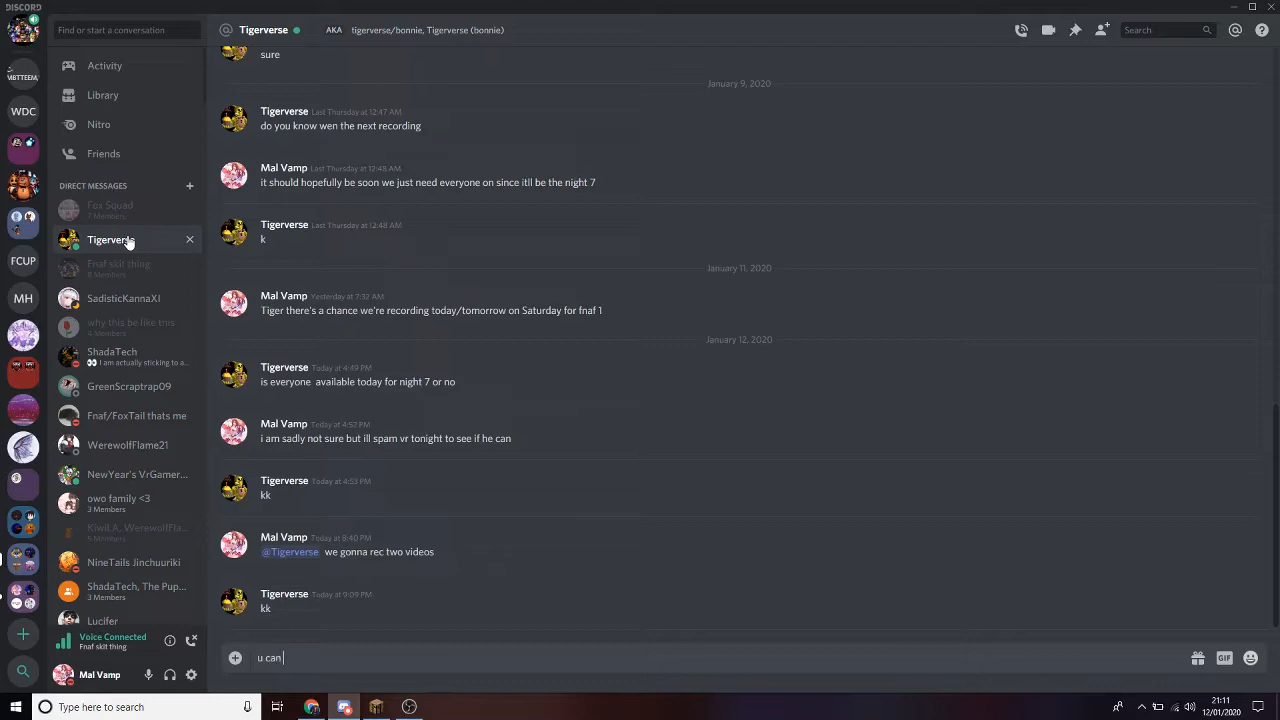 DISCORD
Find or start a conversation
@ Tigerverse AKA tigerverse/bonnie, Tigerverse (bonnie)
Search
MBTTEEM,
WDC
FCUP
MH
Activity
Library
Nitro
Friends
DIRECT MESSAGES
Fox Squad
7 Members
Tigerverse
Fnaf skit thing
8 Members
SadisticKannaXI
why this be like this
4 Members
ShadaTech
👀 I am actually sticking to a...
GreenScraptrap09
Fnaf/FoxTail thats me
WerewolfFlame21
NewYear's VrGamer...
owo family <3
3 Members
KiwiLA, WerewolfFla...
5 Members
NineTails Jinchuuriki
ShadaTech, The Pup...
3 Members
Lucifer
Voice Connected
Fnaf skit thing
Mal Vamp
sure
January 9, 2020
Tigerverse Last Thursday at 12:47 AM
do you know wen the next recording
Mal Vamp Last Thursday at 12:48 AM
it should hopefully be soon we just need everyone on since itll be the night 7
Tigerverse Last Thursday at 12:48 AM
k
January 11, 2020
Mal Vamp Yesterday at 7:32 AM
Tiger there's a chance we're recording today/tomorrow on Saturday for fnaf 1
January 12, 2020
Tigerverse Today at 4:49 PM
is everyone available today for night 7 or no
Mal Vamp Today at 4:52 PM
i am sadly not sure but ill spam vr tonight to see if he can
Tigerverse Today at 4:53 PM
kk
Mal Vamp Today at 8:40 PM
@Tigerverse we gonna rec two videos
Tigerverse Today at 9:09 PM
kk
u can
GIF
Type here to search
21:11
12/01/2020